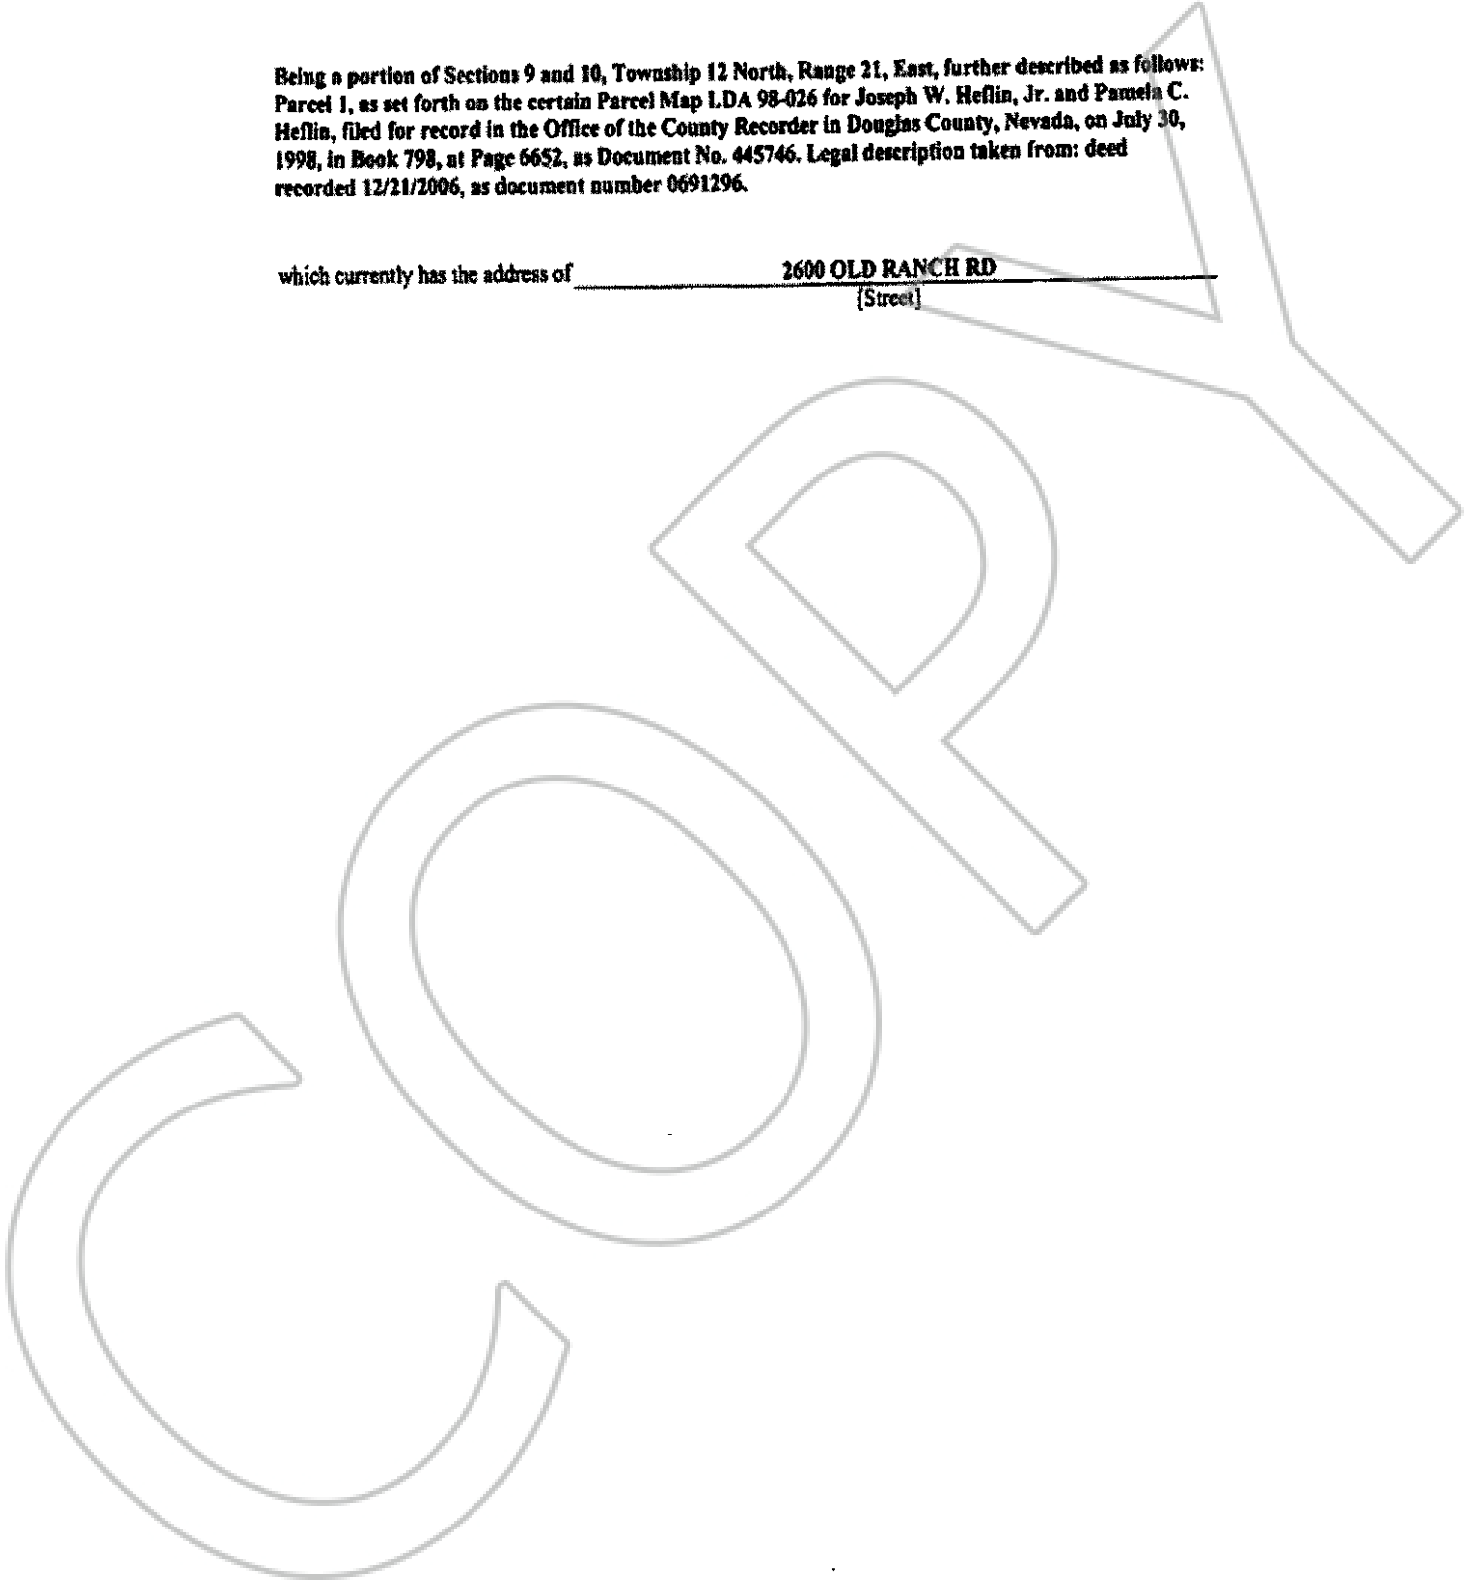 Being a portion of Sections 9 and 10, Township 12 North, Range 21, East, further described as follows:
Parcel 1, as set forth on the certain Parcel Map LDA 98-026 for Joseph W. Heflin, Jr. and Pamela C.
Heflin, filed for record in the Office of the County Recorder in Douglas County, Nevada, on July 30,
1998, in Book 798, at Page 6652, as Document No. 445746. Legal description taken from: deed
recorded 12/21/2006, as document number 0691296.
which currently has the address of 2600 OLD RANCH RD
[Street]
COPY